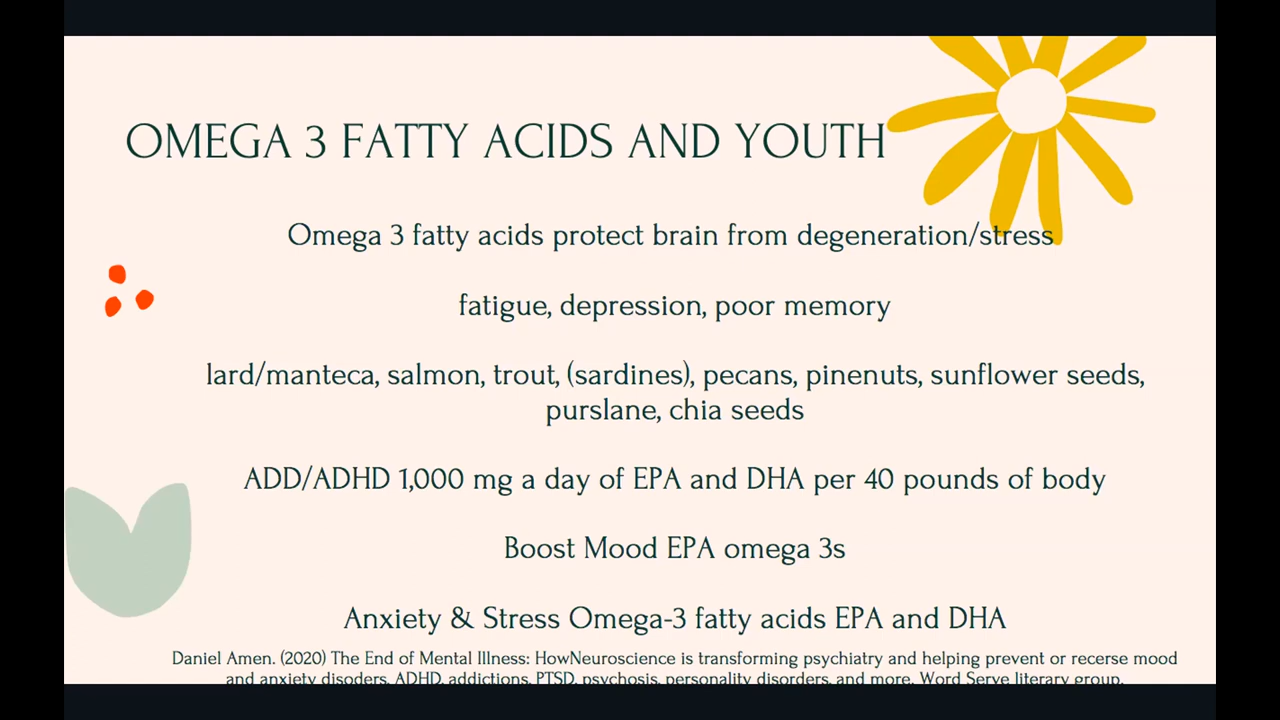 OMEGA 3 FATTY ACIDS AND YOUTH
Omega 3 fatty acids protect brain from degeneration/stress
fatigue, depression, poor memory
lard/manteca, salmon, trout, (sardines), pecans, pinenuts, sunflower seeds,
purslane, chia seeds
ADD/ADHD 1,000 mg a day of EPA and DHA per 40 pounds of body
Boost Mood EPA omega 3s
Anxiety & Stress Omega-3 fatty acids EPA and DHA
Daniel Amen. (2020) The End of Mental Illness: HowNeuroscience is transforming psychiatry and helping prevent or recerse mood
and anxiety disoders, ADHD, addictions, PTSD, psychosis, personality disorders, and more. Word Serve literary group.